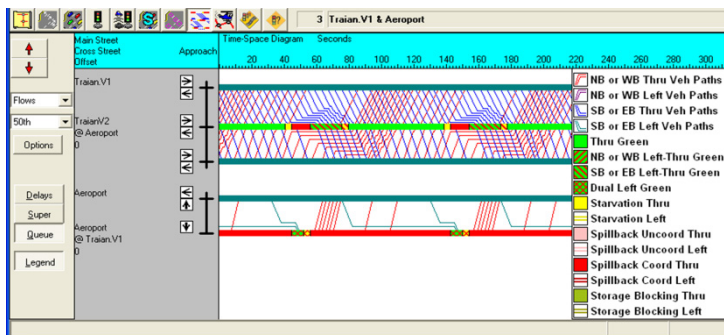 3 Traian.V1 & Aeroport
Main Street
Cross Street
Offset
Approach
Time-Space Diagram Seconds
20 40 60 80 100 120 140 160 180 200 220 240 260 280 300
Flows
50th
Options
Delays
Super
Queue
Legend
Traian.V1
TraianV2
@ Aeroport
0
Aeroport
Aeroport
@ Traian.V1
0
NB or WB Thru Veh Paths
NB or WB Left Veh Paths
SB or EB Thru Veh Paths
SB or EB Left Veh Paths
Thru Green
NB or WB Left-Thru Green
SB or EB Left-Thru Green
Dual Left Green
Starvation Thru
Starvation Left
Spillback Uncoord Thru
Spillback Uncoord Left
Spillback Coord Thru
Spillback Coord Left
Storage Blocking Thru
Storage Blocking Left